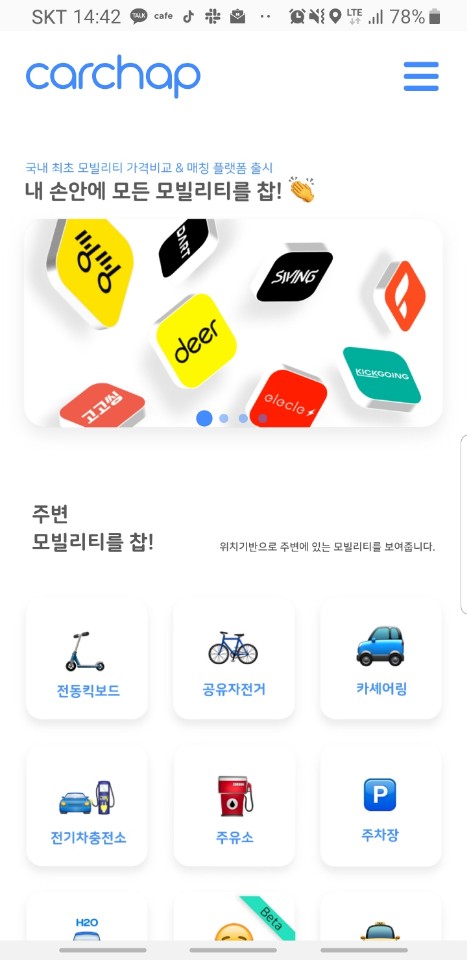 SKT 14:42 TALK cafe LTE 78%
carchap
국내 최초 모빌리티 가격비교 & 매칭 플랫폼 출시
내 손안에 모든 모빌리티를 찹!
씽씽
DART
SWING
deer
KICKGOING
고고씽
elecle
주변
모빌리티를 찹!
위치기반으로 주변에 있는 모빌리티를 보여줍니다.
전동킥보드
공유자전거
카셰어링
전기차충전소
주유소
P
주차장
H2O
Beta